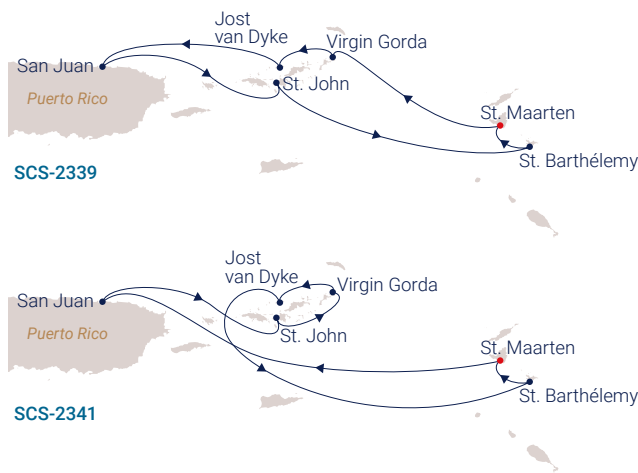 Jost
van Dyke
Virgin Gorda
San Juan
St. John
Puerto Rico
St. Maarten
St. Barthélemy
SCS-2339
Jost
van Dyke
Virgin Gorda
San Juan
St. John
Puerto Rico
St. Maarten
St. Barthélemy
SCS-2341